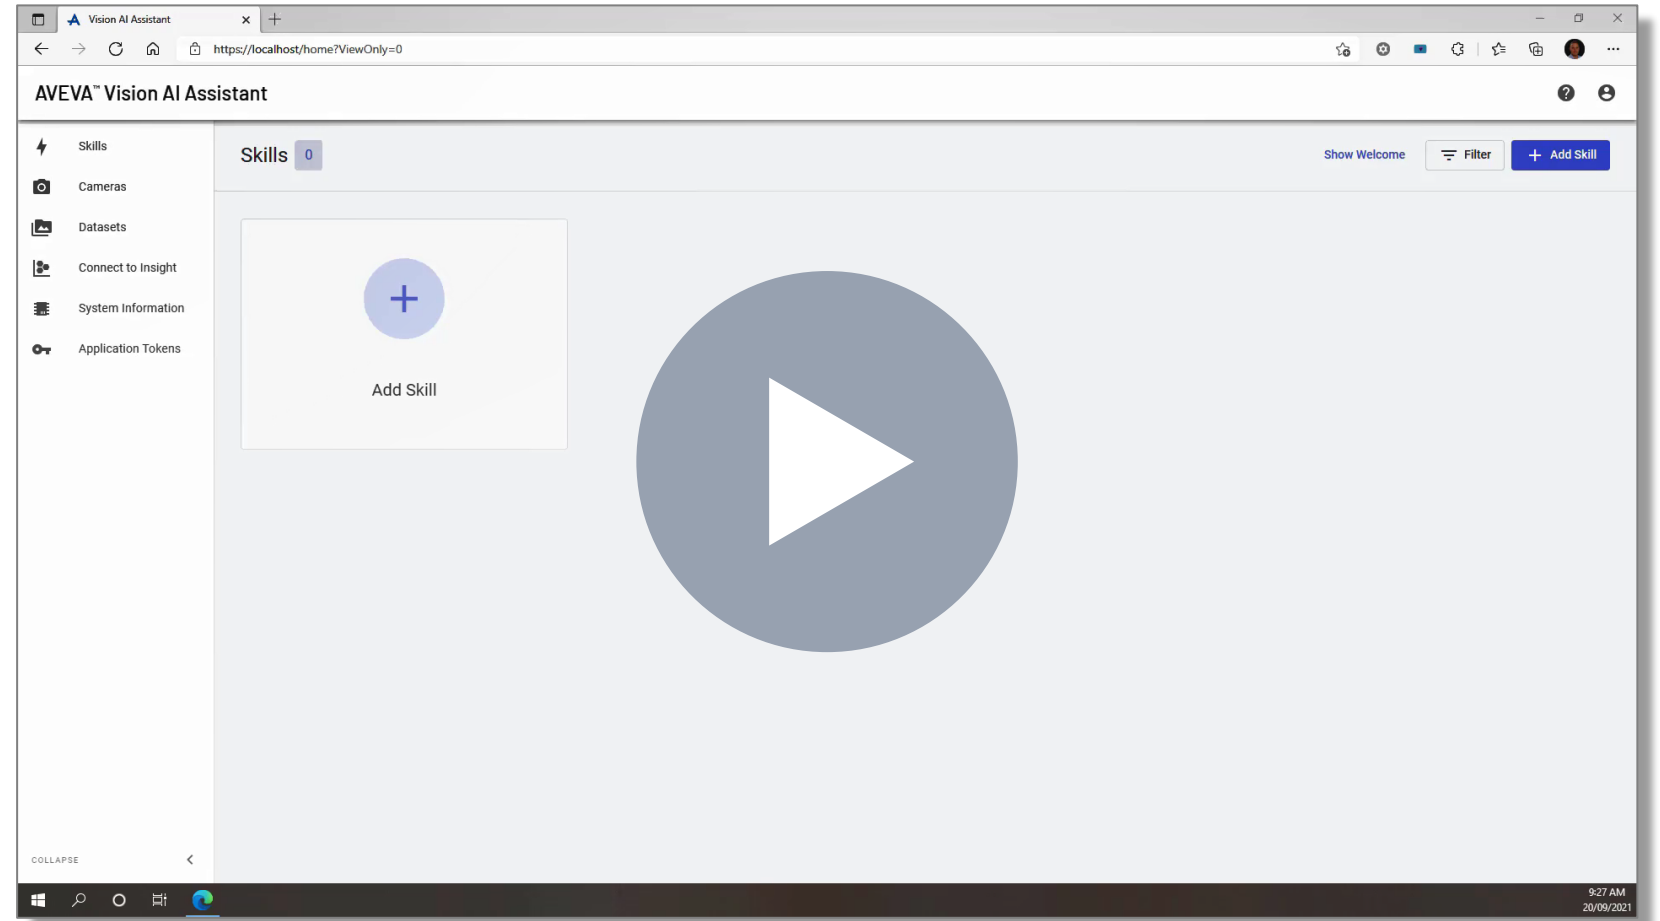 Vision AI Assistant
https://localhost/home?ViewOnly=0
AVEVA™ Vision AI Assistant
Skills
Cameras
Datasets
Connect to Insight
System Information
Application Tokens
Skills 0
Show Welcome
Filter
+ Add Skill
Add Skill
COLLAPSE
9:27 AM
20/09/2021